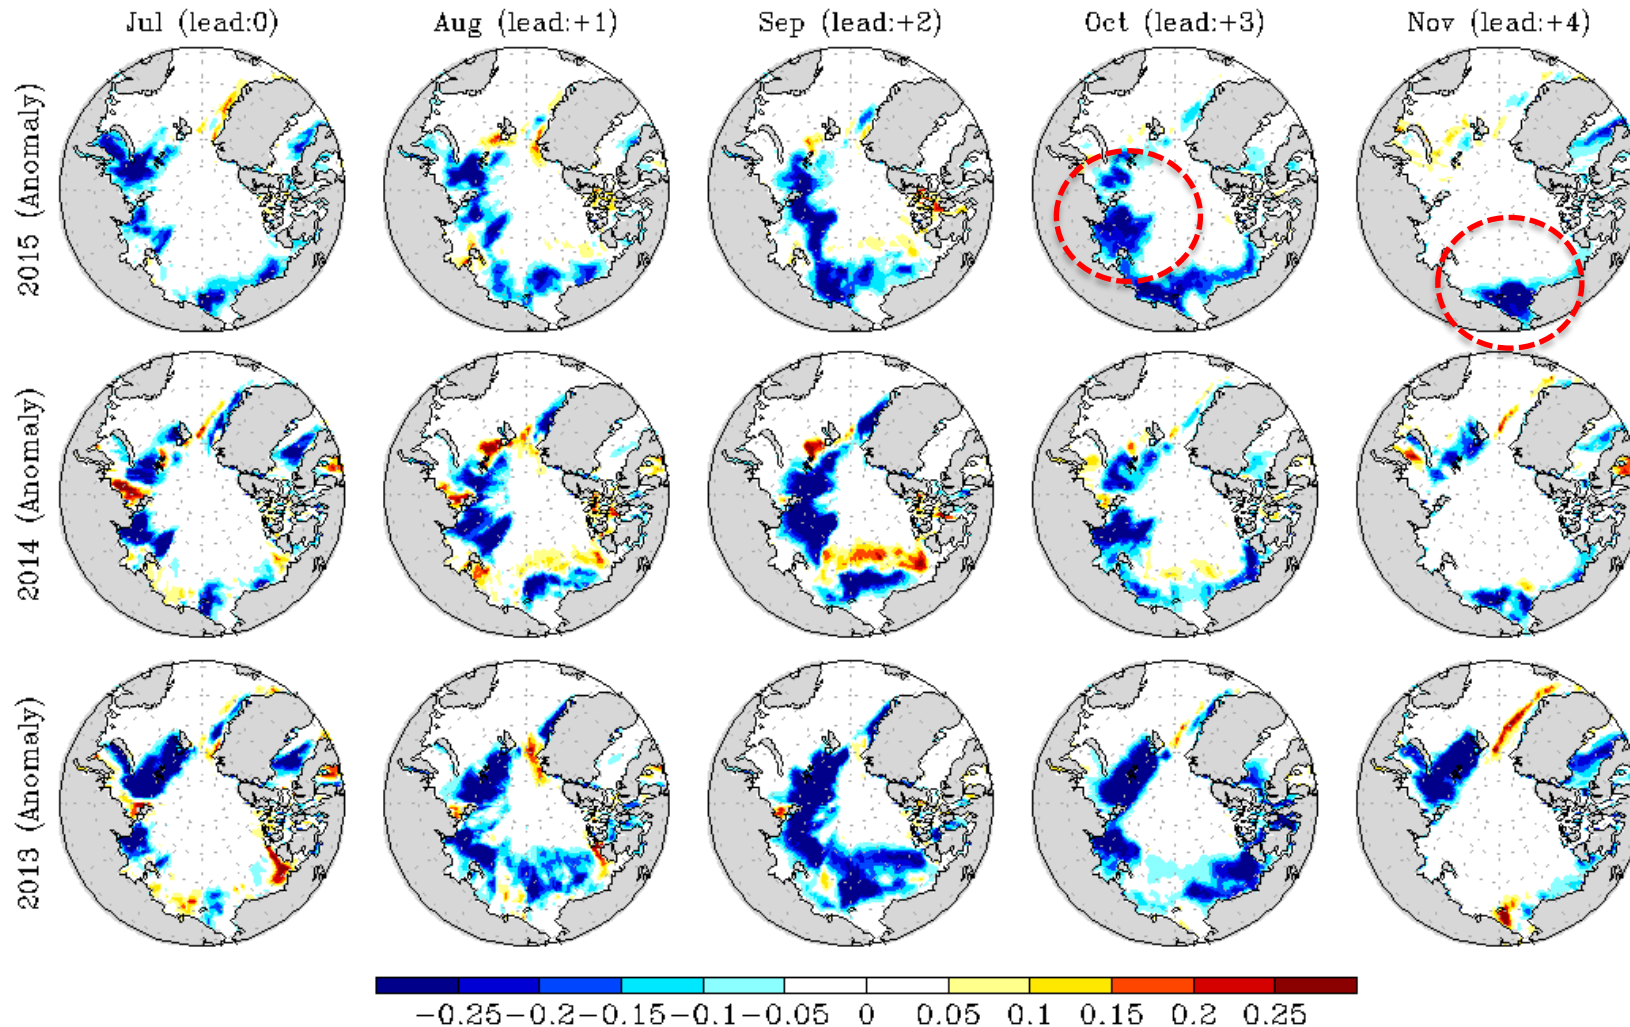 Jul (lead:0) Aug (lead:+1) Sep (lead:+2) Oct (lead:+3) Nov (lead:+4)
2015 (Anomaly)
2014 (Anomaly)
2013 (Anomaly)
−0.25 −0.2 −0.15 −0.1 −0.05 0 0.05 0.1 0.15 0.2 0.25